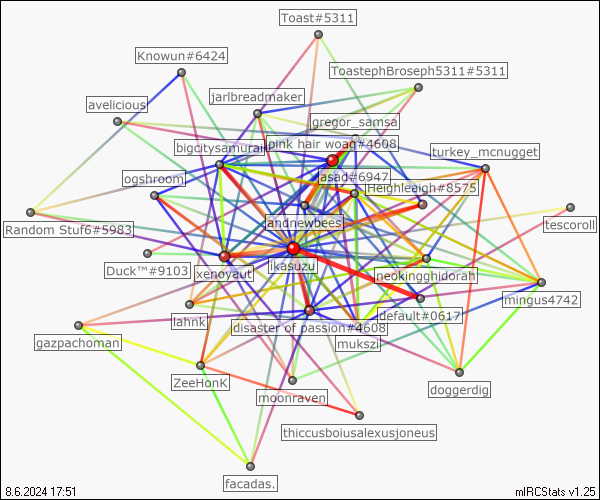 Toast#5311
Knowun#6424
ToastephBroseph5311#5311
jarlbreadmaker
avelicious
gregor_samsa
pink hair woag#4608
bigcitysamurai
turkey_mcnugget
asad#6947
ogshroom
Heighleaigh#8575
andnewbees
Random Stuf6#5983
tescoroll
Duck™#9103
xenoyaut
ikasuzu
neokingghidorah
mingus4742
default#0617
lahnk
disaster of passion#4608
gazpachoman
mukszi
ZeeHonK
doggerdig
moonraven
thiccusboiusalexusjoneus
facadas.
8.6.2024 17:51
mIRCStats v1.25